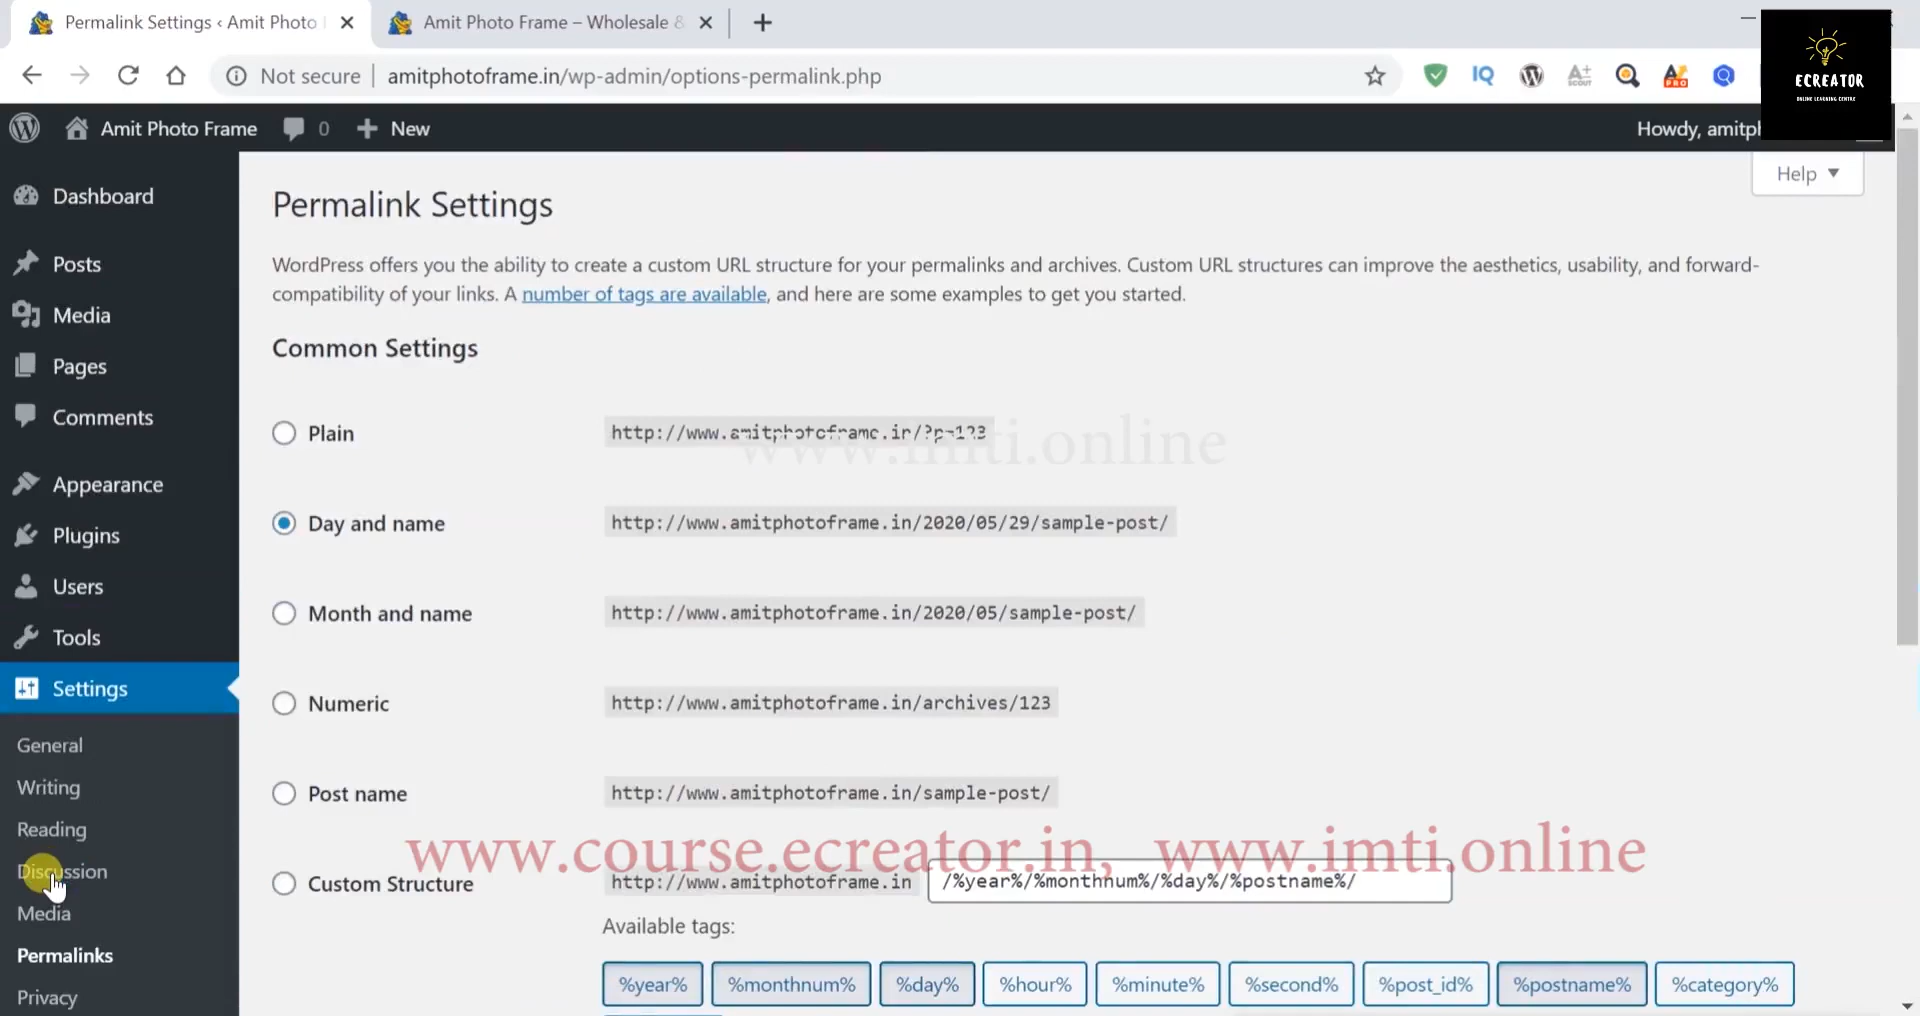 Permalink Settings ‹ Amit Photo
Amit Photo Frame – Wholesale &
Not secure
amitphotoframe.in/wp-admin/options-permalink.php
IQ
A+
SCOUT
PRO
ECREATOR
ONLINE LEARNING CENTRE
Amit Photo Frame
0
New
Howdy, amitp
Help
Dashboard
Posts
Media
Pages
Comments
Appearance
Plugins
Users
Tools
Settings
General
Writing
Reading
Discussion
Media
Permalinks
Privacy
Permalink Settings
WordPress offers you the ability to create a custom URL structure for your permalinks and archives. Custom URL structures can improve the aesthetics, usability, and forward-
compatibility of your links. A number of tags are available, and here are some examples to get you started.
Common Settings
Plain
http://www.amitphotoframe.in/?p=123
www.imti.online
Day and name
http://www.amitphotoframe.in/2020/05/29/sample-post/
Month and name
http://www.amitphotoframe.in/2020/05/sample-post/
Numeric
http://www.amitphotoframe.in/archives/123
Post name
http://www.amitphotoframe.in/sample-post/
www.course.ecreator.in, www.imti.online
Custom Structure
http://www.amitphotoframe.in
/%year%/%monthnum%/%day%/%postname%/
Available tags:
%year%
%monthnum%
%day%
%hour%
%minute%
%second%
%post_id%
%postname%
%category%